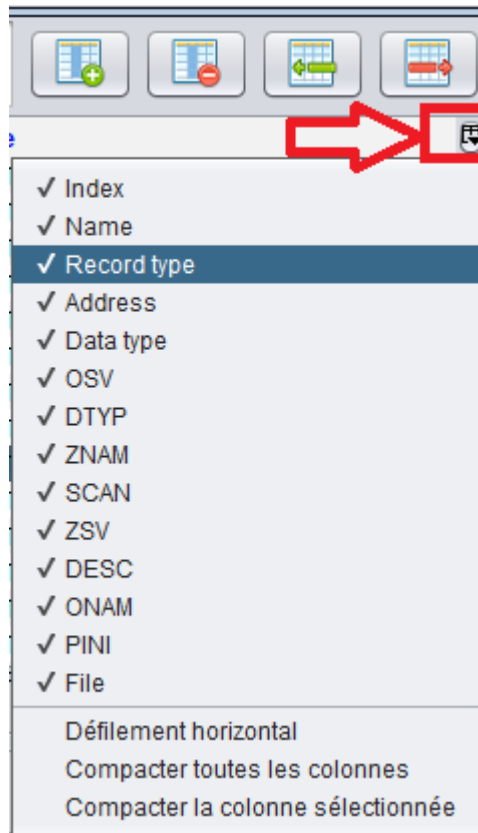 Index
Name
Record type
Address
Data type
OSV
DTYP
ZNAM
SCAN
ZSV
DESC
ONAM
PINI
File
Défilement horizontal
Compacter toutes les colonnes
Compacter la colonne sélectionnée